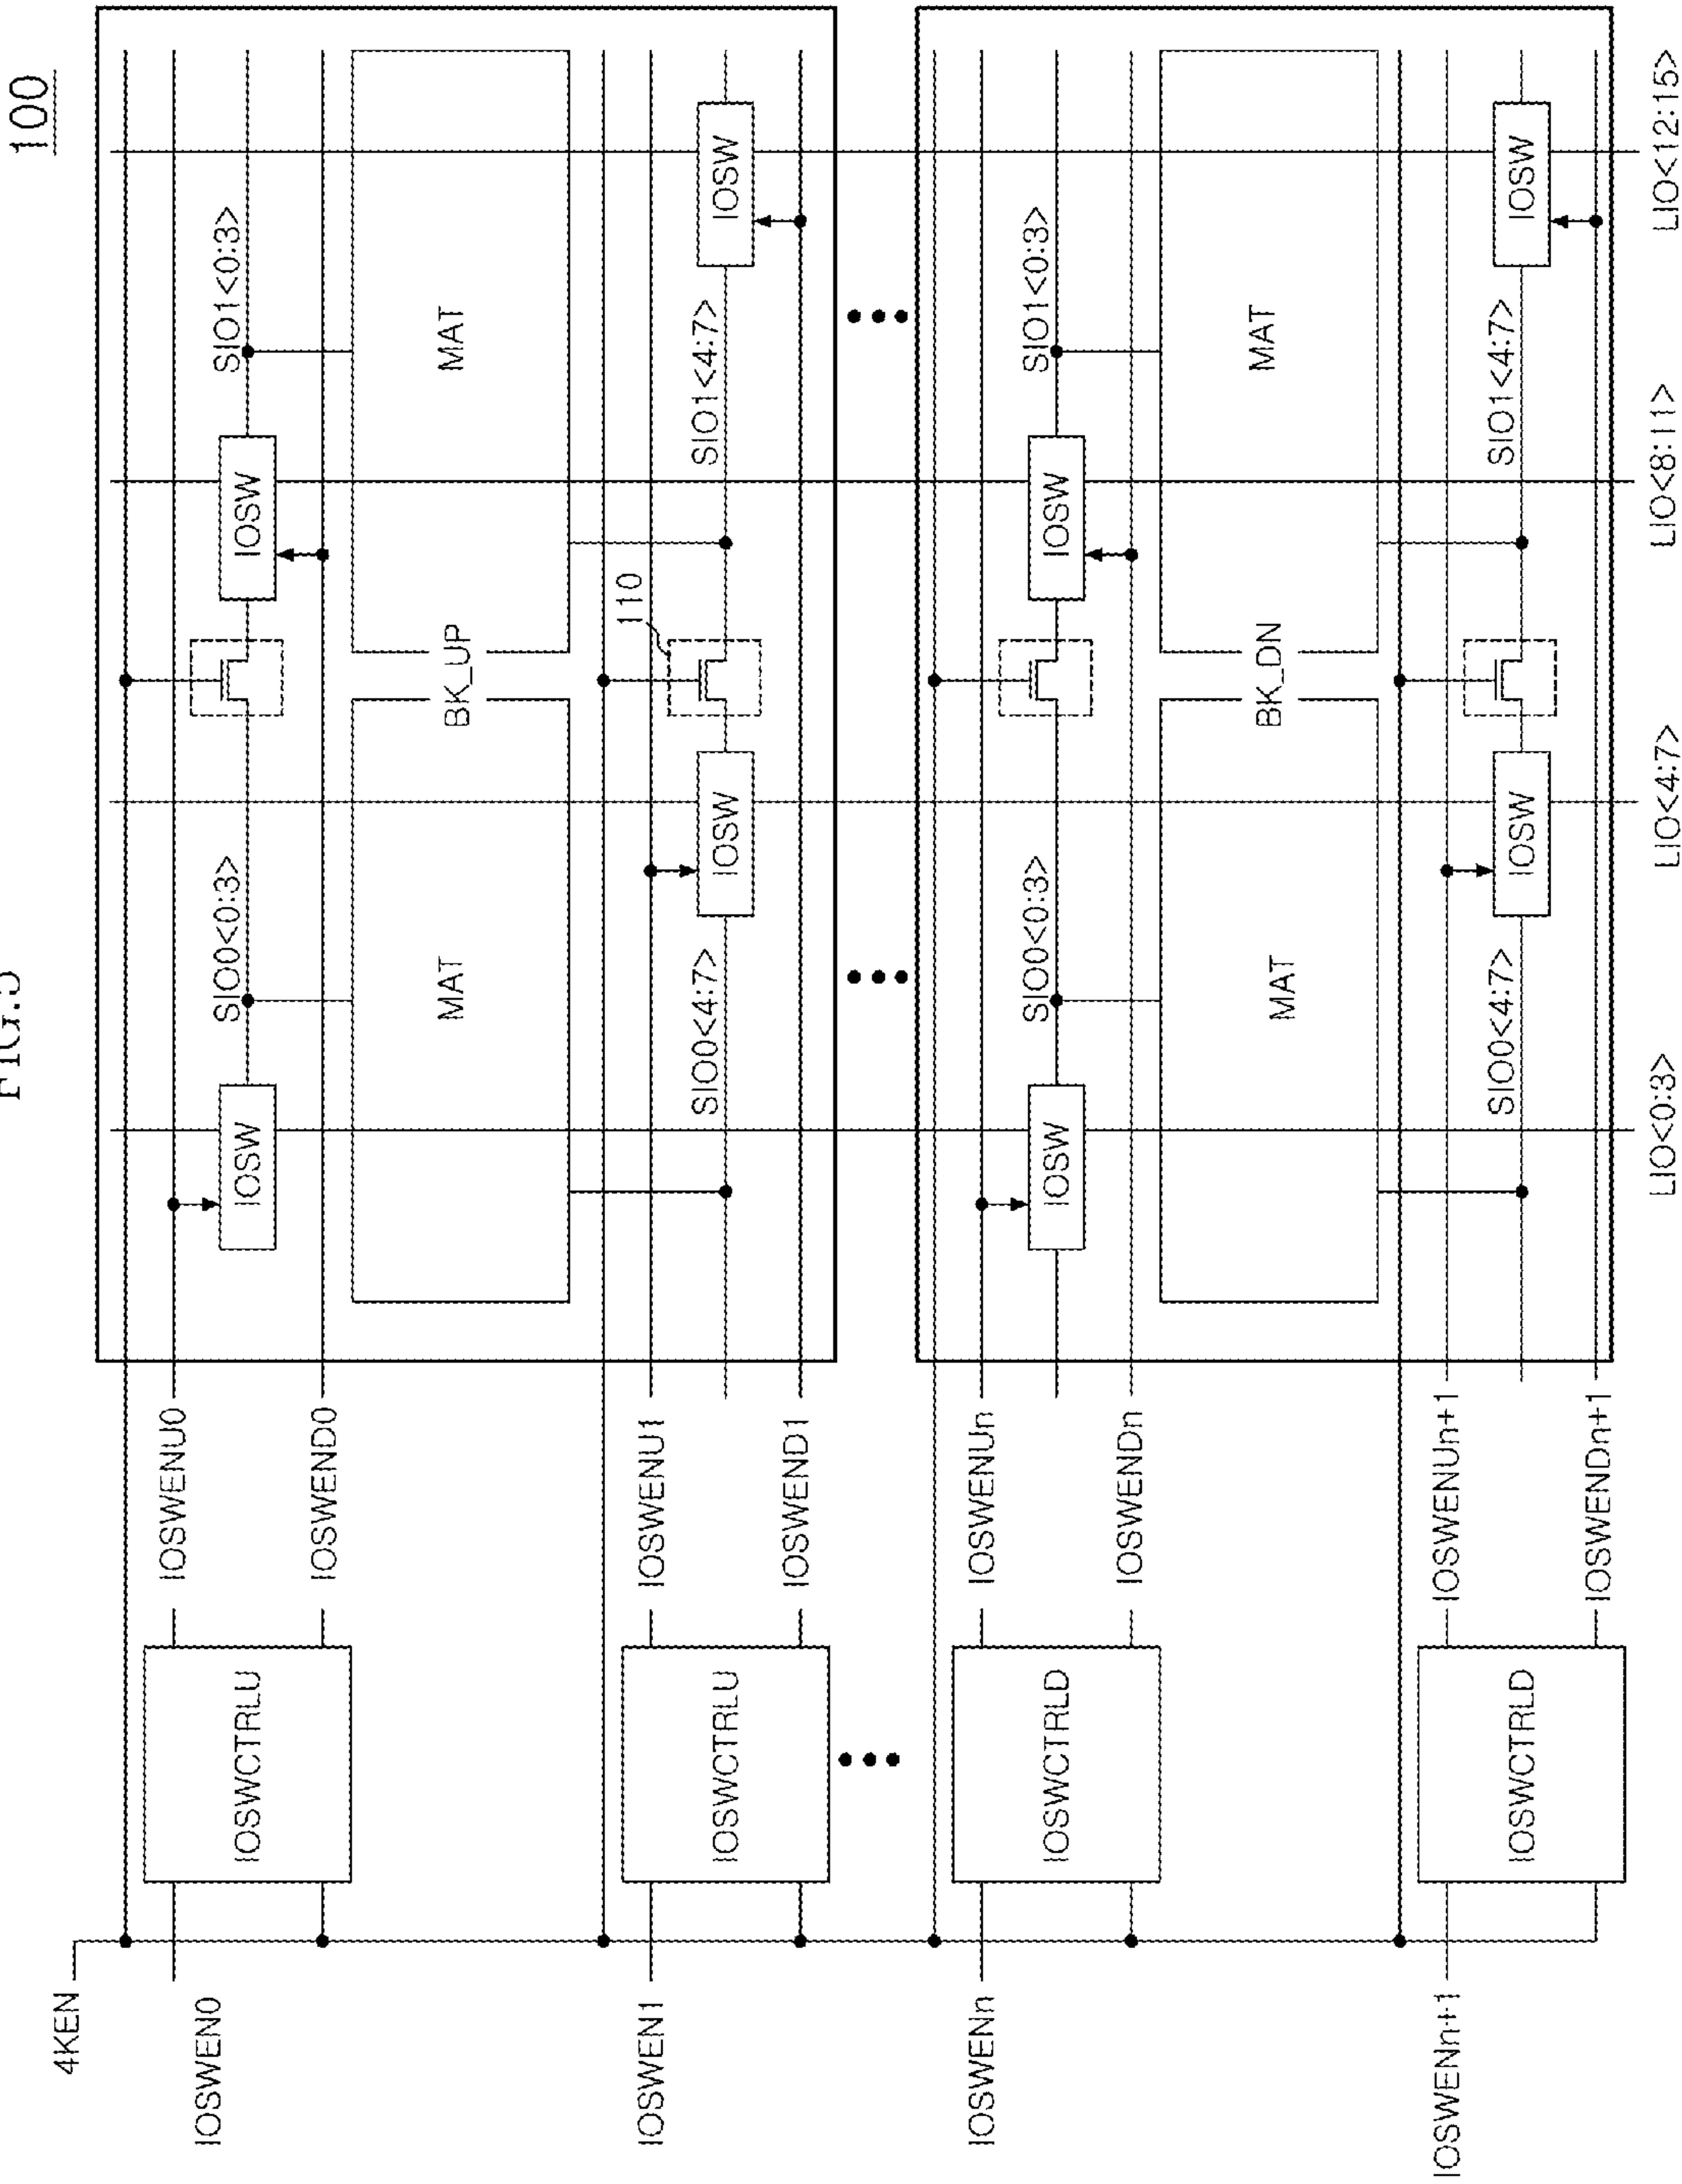 FIG.
100
4KEN
IOSWEN0
IOSWENU0
IOSWCTRLU
IOSW
SIO0<0:3>
IOSW
SIO1<0:3>
IOSWEND0
MAT
BK_UP
MAT
110
IOSWEN1
IOSWENU1
IOSWCTRLU
SIO0<4:7>
IOSW
SIO1<4:7>
IOSW
IOSWEND1
IOSWENn
IOSWENUn
IOSWCTRLD
IOSW
SIO0<0:3>
IOSW
SIO1<0:3>
IOSWENDn
MAT
BK_DN
MAT
IOSWENn+1
IOSWENUn+1
IOSWCTRLD
SIO0<4:7>
IOSW
SIO1<4:7>
IOSW
IOSWENDn+1
LIO<0:3>
LIO<4:7>
LIO<8:11>
LIO<12:15>